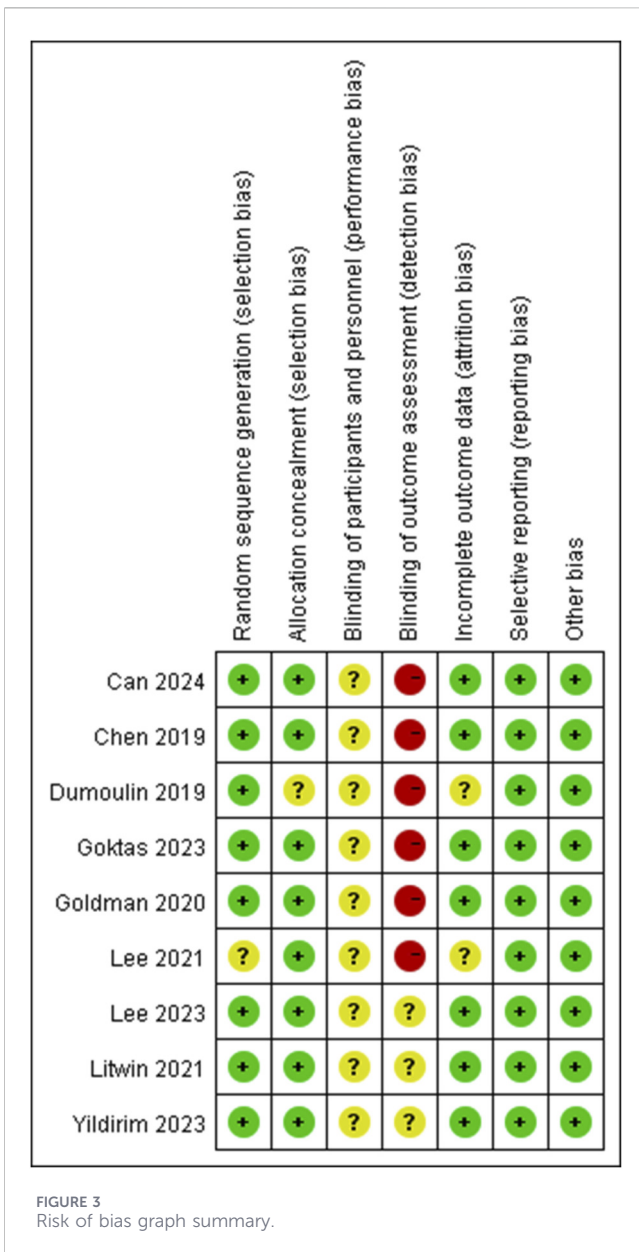 Random sequence generation (selection bias)
Allocation concealment (selection bias)
Blinding of participants and personnel (performance bias)
Blinding of outcome assessment (detection bias)
Incomplete outcome data (attrition bias)
Selective reporting (reporting bias)
Other bias
Can 2024 + + ? - + + +
Chen 2019 + + ? - + + +
Dumoulin 2019 + ? ? - ? + +
Goktas 2023 + + ? - + + +
Goldman 2020 + + ? - + + +
Lee 2021 ? + ? - ? + +
Lee 2023 + + ? ? + + +
Litwin 2021 + + ? ? + + +
Yildirim 2023 + + ? ? + + +
FIGURE 3
Risk of bias graph summary.